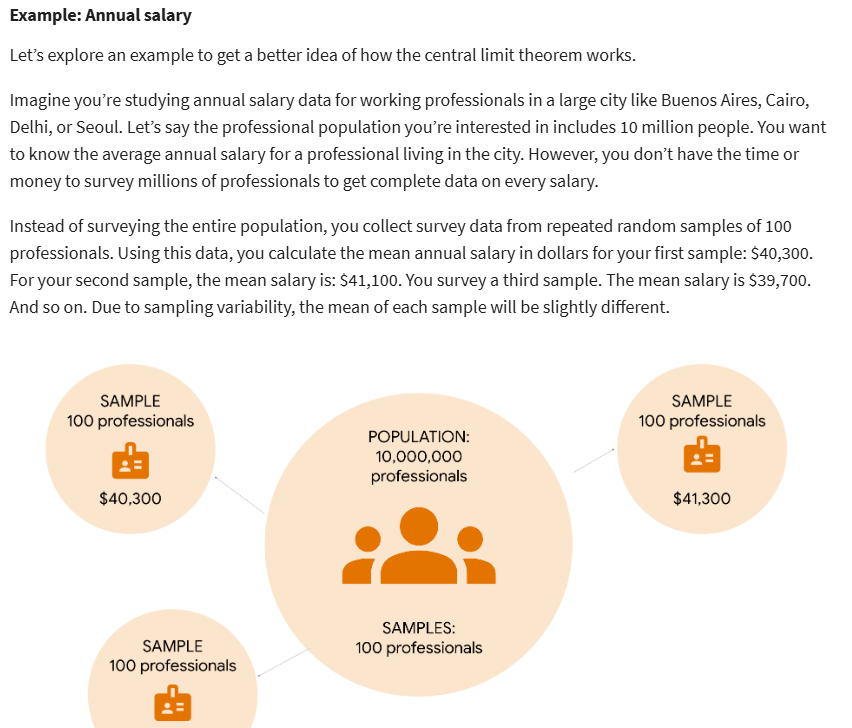 Example: Annual salary
Let’s explore an example to get a better idea of how the central limit theorem works.
Imagine you’re studying annual salary data for working professionals in a large city like Buenos Aires, Cairo,
Delhi, or Seoul. Let’s say the professional population you’re interested in includes 10 million people. You want
to know the average annual salary for a professional living in the city. However, you don’t have the time or
money to survey millions of professionals to get complete data on every salary.
Instead of surveying the entire population, you collect survey data from repeated random samples of 100
professionals. Using this data, you calculate the mean annual salary in dollars for your first sample: $40,300.
For your second sample, the mean salary is: $41,100. You survey a third sample. The mean salary is $39,700.
And so on. Due to sampling variability, the mean of each sample will be slightly different.
SAMPLE
100 professionals
$40,300
POPULATION:
10,000,000
professionals
SAMPLES:
100 professionals
SAMPLE
100 professionals
$41,300
SAMPLE
100 professionals